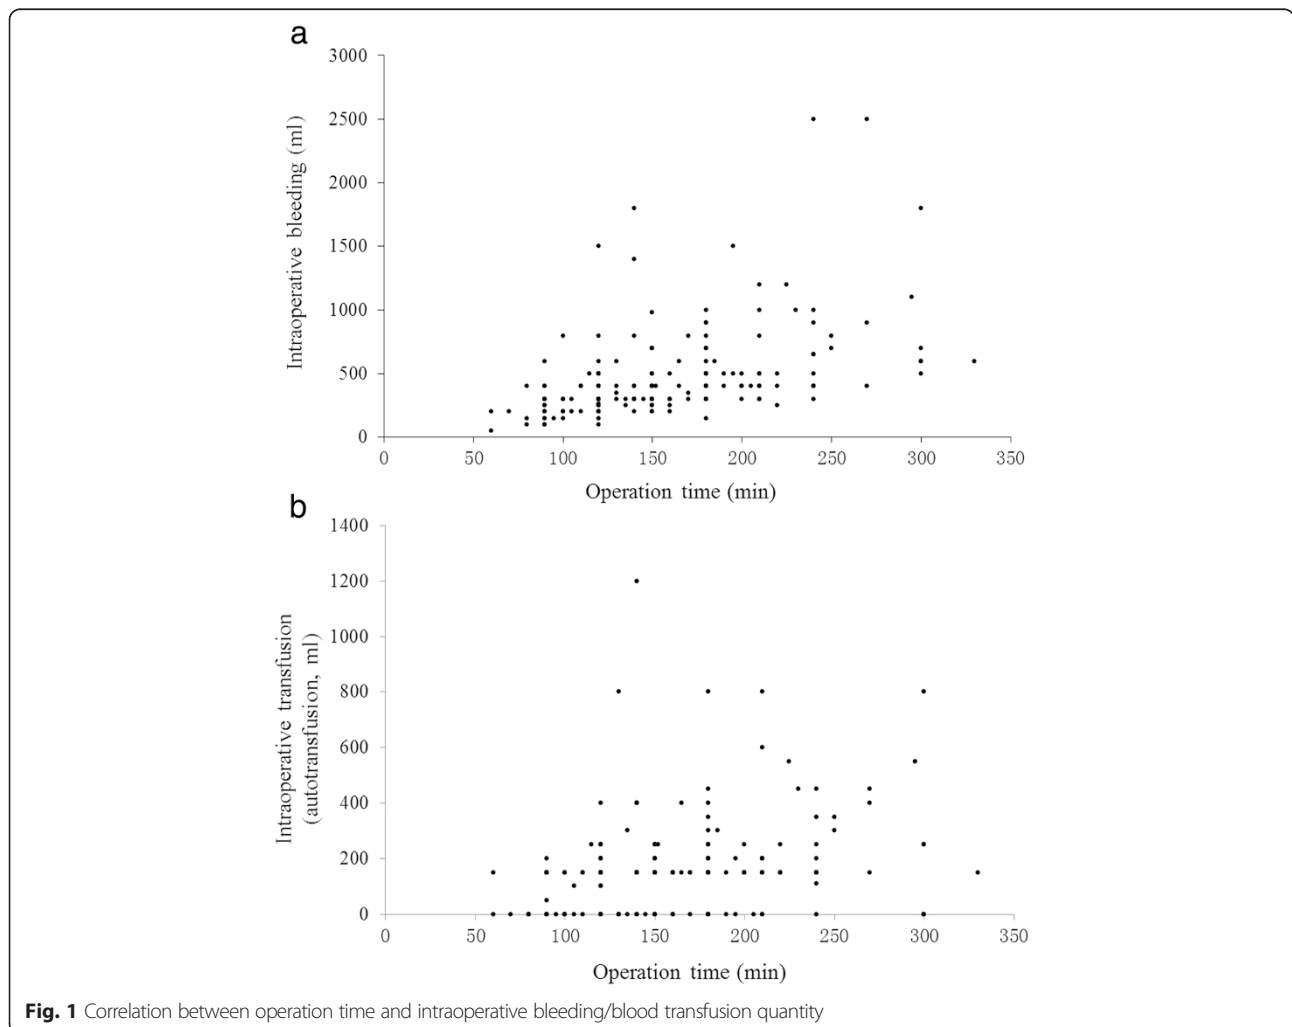 a
3000
2500
2000
1500
1000
500
0
0 50 100 150 200 250 300 350
Intraoperative bleeding (ml)
Operation time (min)
b
1400
1200
1000
800
600
400
200
0
0 50 100 150 200 250 300 350
Intraoperative transfusion
(autotransfusion, ml)
Operation time (min)
Fig. 1 Correlation between operation time and intraoperative bleeding/blood transfusion quantity